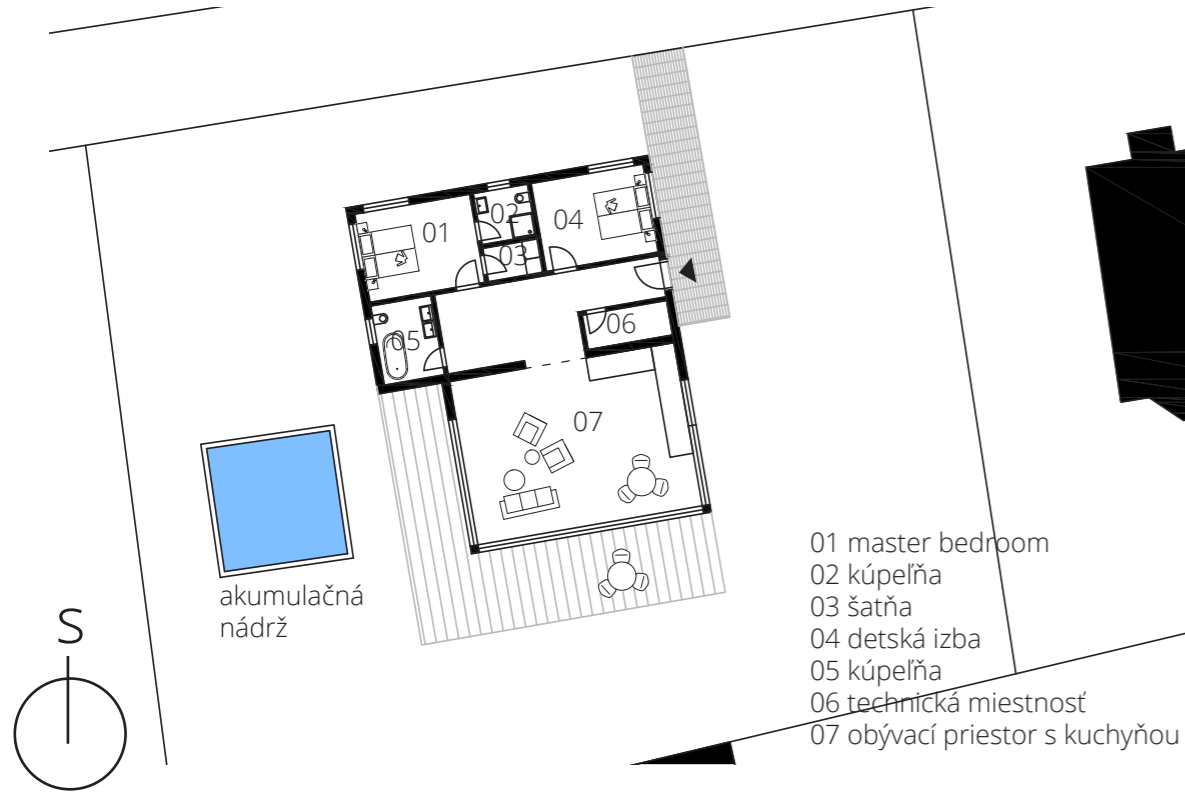 01
02
03
04
05
06
07
akumulačná
nádrž
S
01 master bedroom
02 kúpeľňa
03 šatňa
04 detská izba
05 kúpeľňa
06 technická miestnosť
07 obývací priestor s kuchyňou